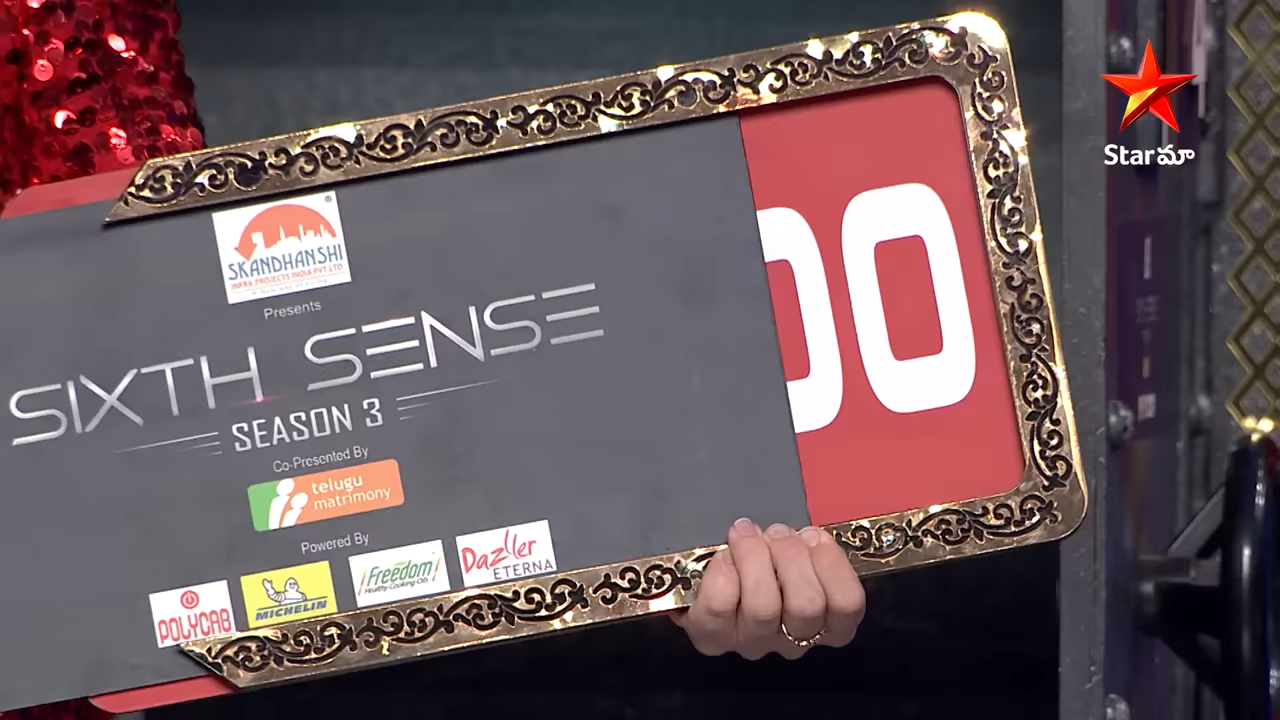 Starమా
SKANDHANSHI
INFRA PROJECTS INDIA PVT.LTD
Presents
00
SIXTH SENSE
SEASON 3
Co-Presented By
telugu
matrimony
Powered By
POLYCAB
MICHELIN
Freedom
Healthy Cooking Oils
Dazller
ETERNA